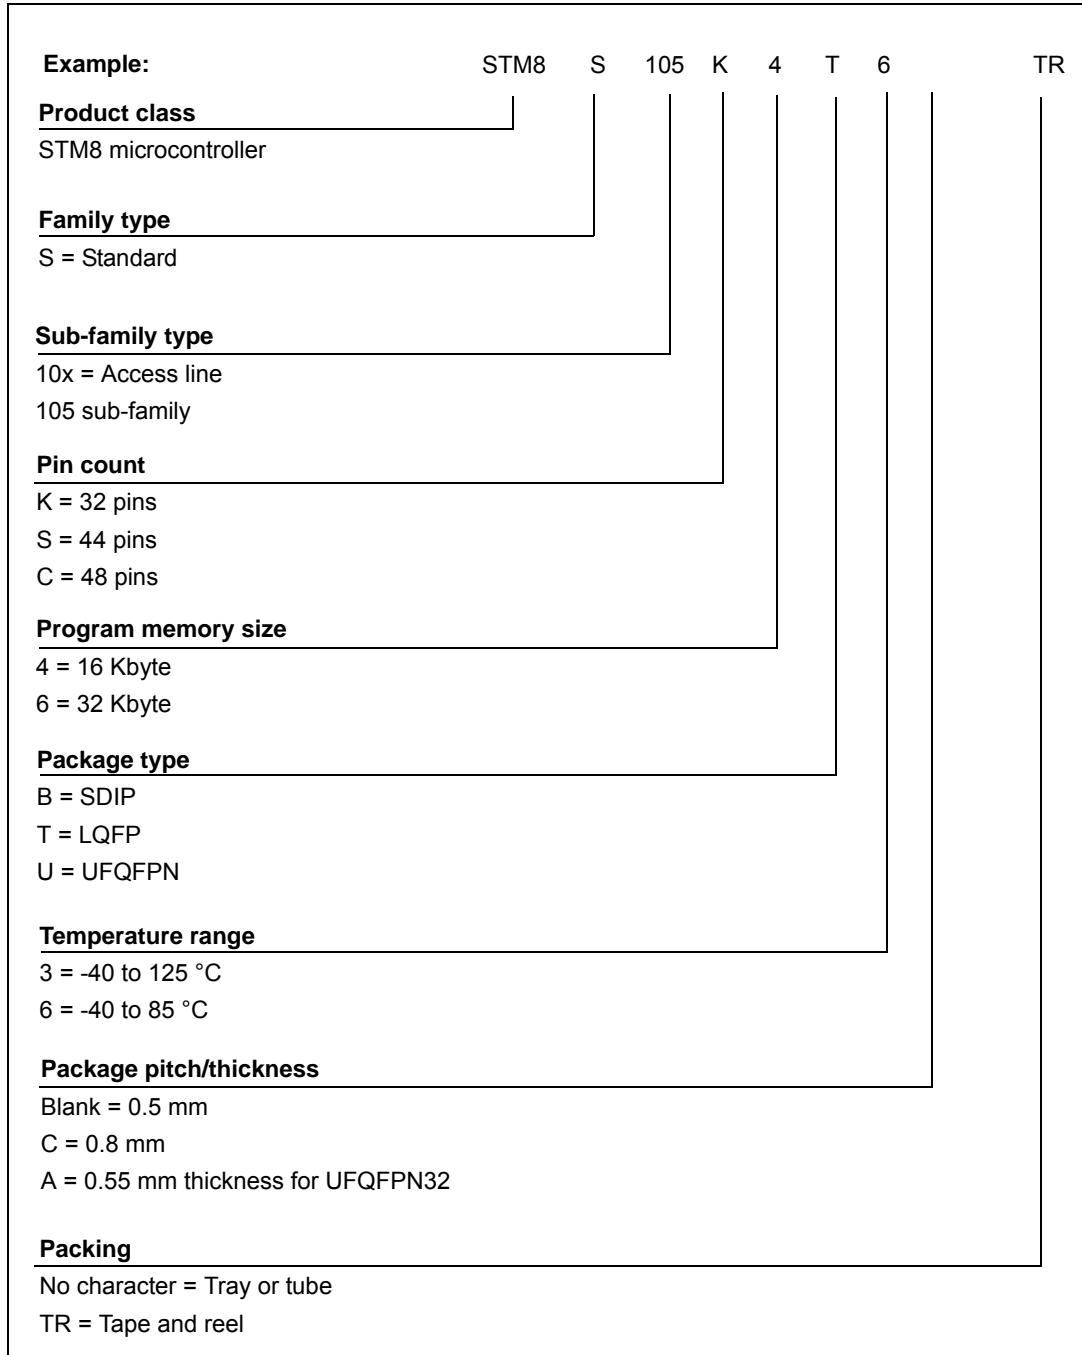 Example: STM8 S 105 K 4 T 6 TR
Product class
STM8 microcontroller
Family type
S = Standard
Sub-family type
10x = Access line
105 sub-family
Pin count
K = 32 pins
S = 44 pins
C = 48 pins
Program memory size
4 = 16 Kbyte
6 = 32 Kbyte
Package type
B = SDIP
T = LQFP
U = UFQFPN
Temperature range
3 = -40 to 125 °C
6 = -40 to 85 °C
Package pitch/thickness
Blank = 0.5 mm
C = 0.8 mm
A = 0.55 mm thickness for UFQFPN32
Packing
No character = Tray or tube
TR = Tape and reel